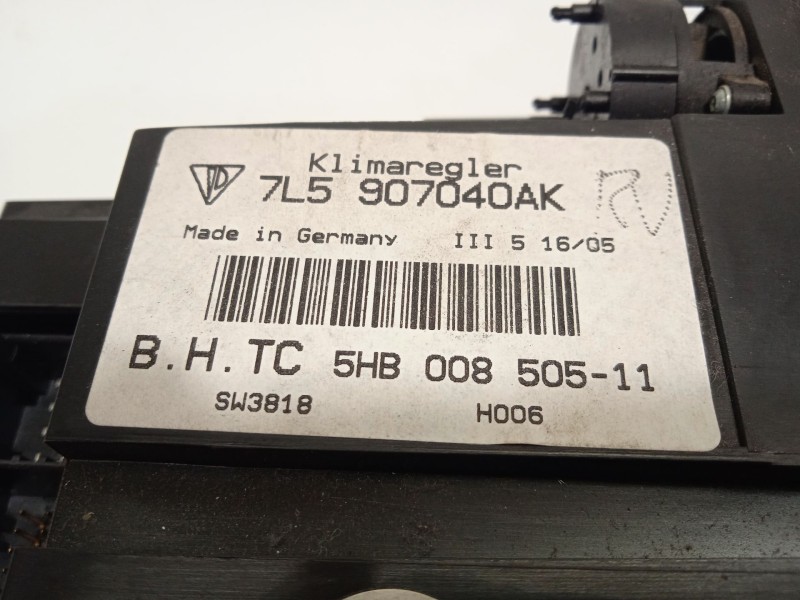 Klimaregler
7L5 907040AK
Made in Germany III 5 16/05
B.H.TC 5HB 008 505-11
SW3818 H006